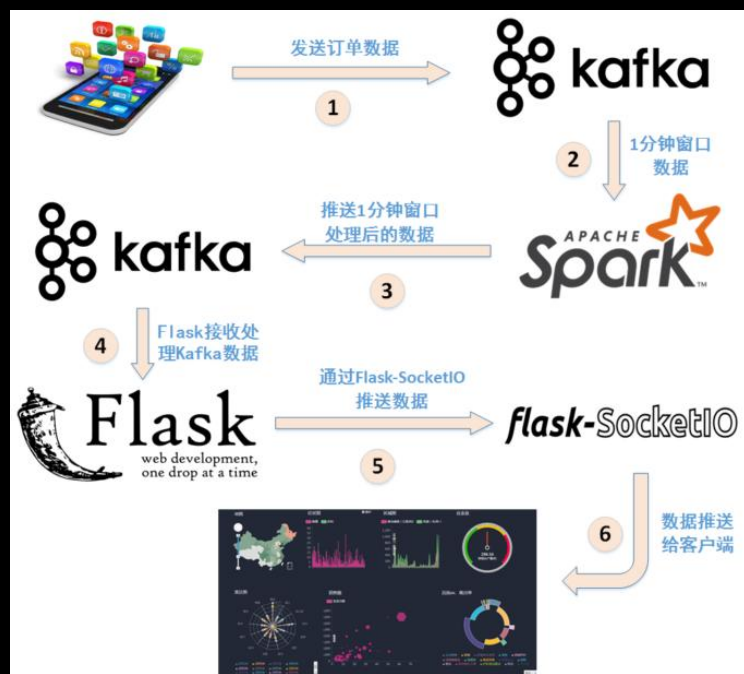 发送订单数据
1
kafka
2
1分钟窗口
数据
推送1分钟窗口
处理后的数据
APACHE
Spark™
kafka
3
4
Flask接收处
理Kafka数据
通过Flask-SocketIO
推送数据
Flask
web development,
one drop at a time
flask-SocketIO
5
6
数据推送
给客户端